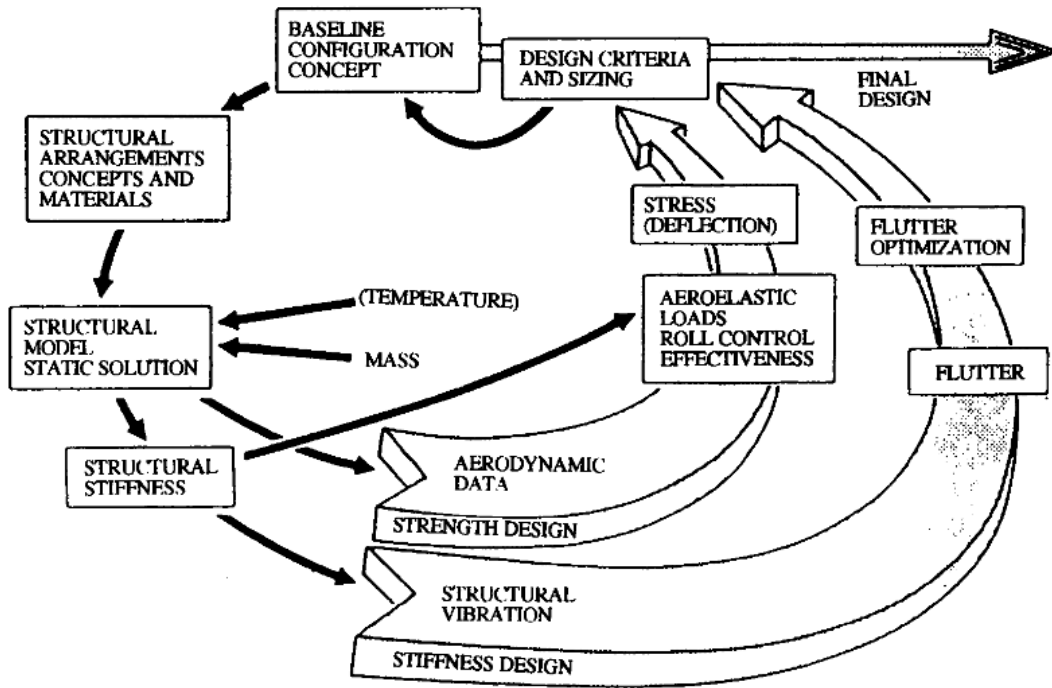 BASELINE
CONFIGURATION
CONCEPT
DESIGN CRITERIA
AND SIZING
FINAL
DESIGN
STRUCTURAL
ARRANGEMENTS
CONCEPTS AND
MATERIALS
STRESS
(DEFLECTION)
FLUTTER
OPTIMIZATION
(TEMPERATURE)
STRUCTURAL
MODEL
STATIC SOLUTION
MASS
AEROELASTIC
LOADS
ROLL CONTROL
EFFECTIVENESS
FLUTTER
STRUCTURAL
STIFFNESS
AERODYNAMIC
DATA
STRENGTH DESIGN
STRUCTURAL
VIBRATION
STIFFNESS DESIGN